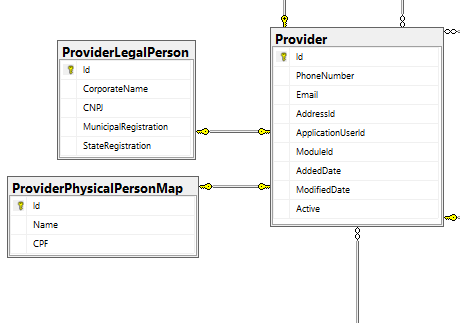 ProviderLegalPerson
Id
CorporateName
CNPJ
MunicipalRegistration
StateRegistration
ProviderPhysicalPersonMap
Id
Name
CPF
Provider
Id
PhoneNumber
Email
AddressId
ApplicationUserId
ModuleId
AddedDate
ModifiedDate
Active